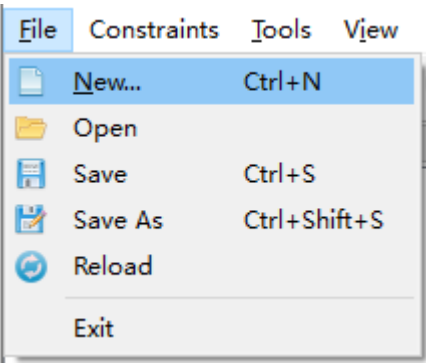 File Constraints Tools View
New... Ctrl+N
Open
Save Ctrl+S
Save As Ctrl+Shift+S
Reload
Exit